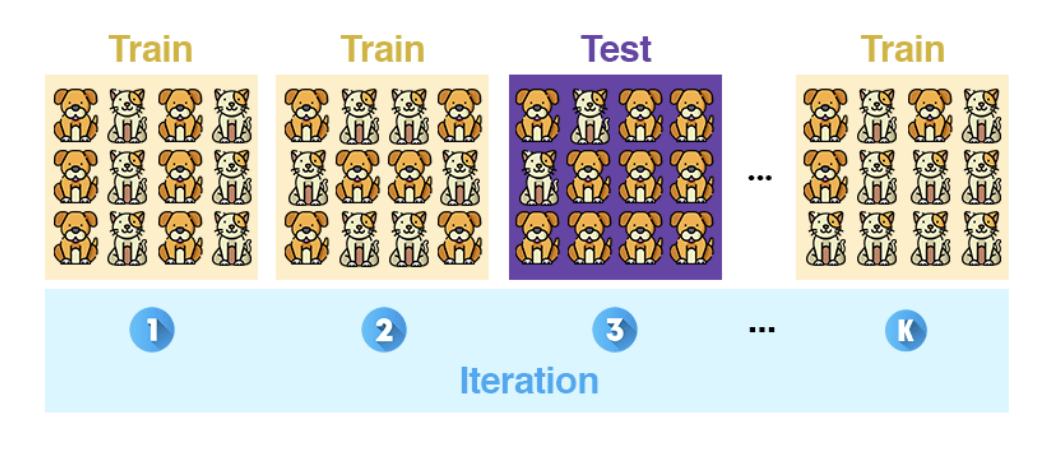 Train Train Test Train
...
1 2 3 ... K
Iteration